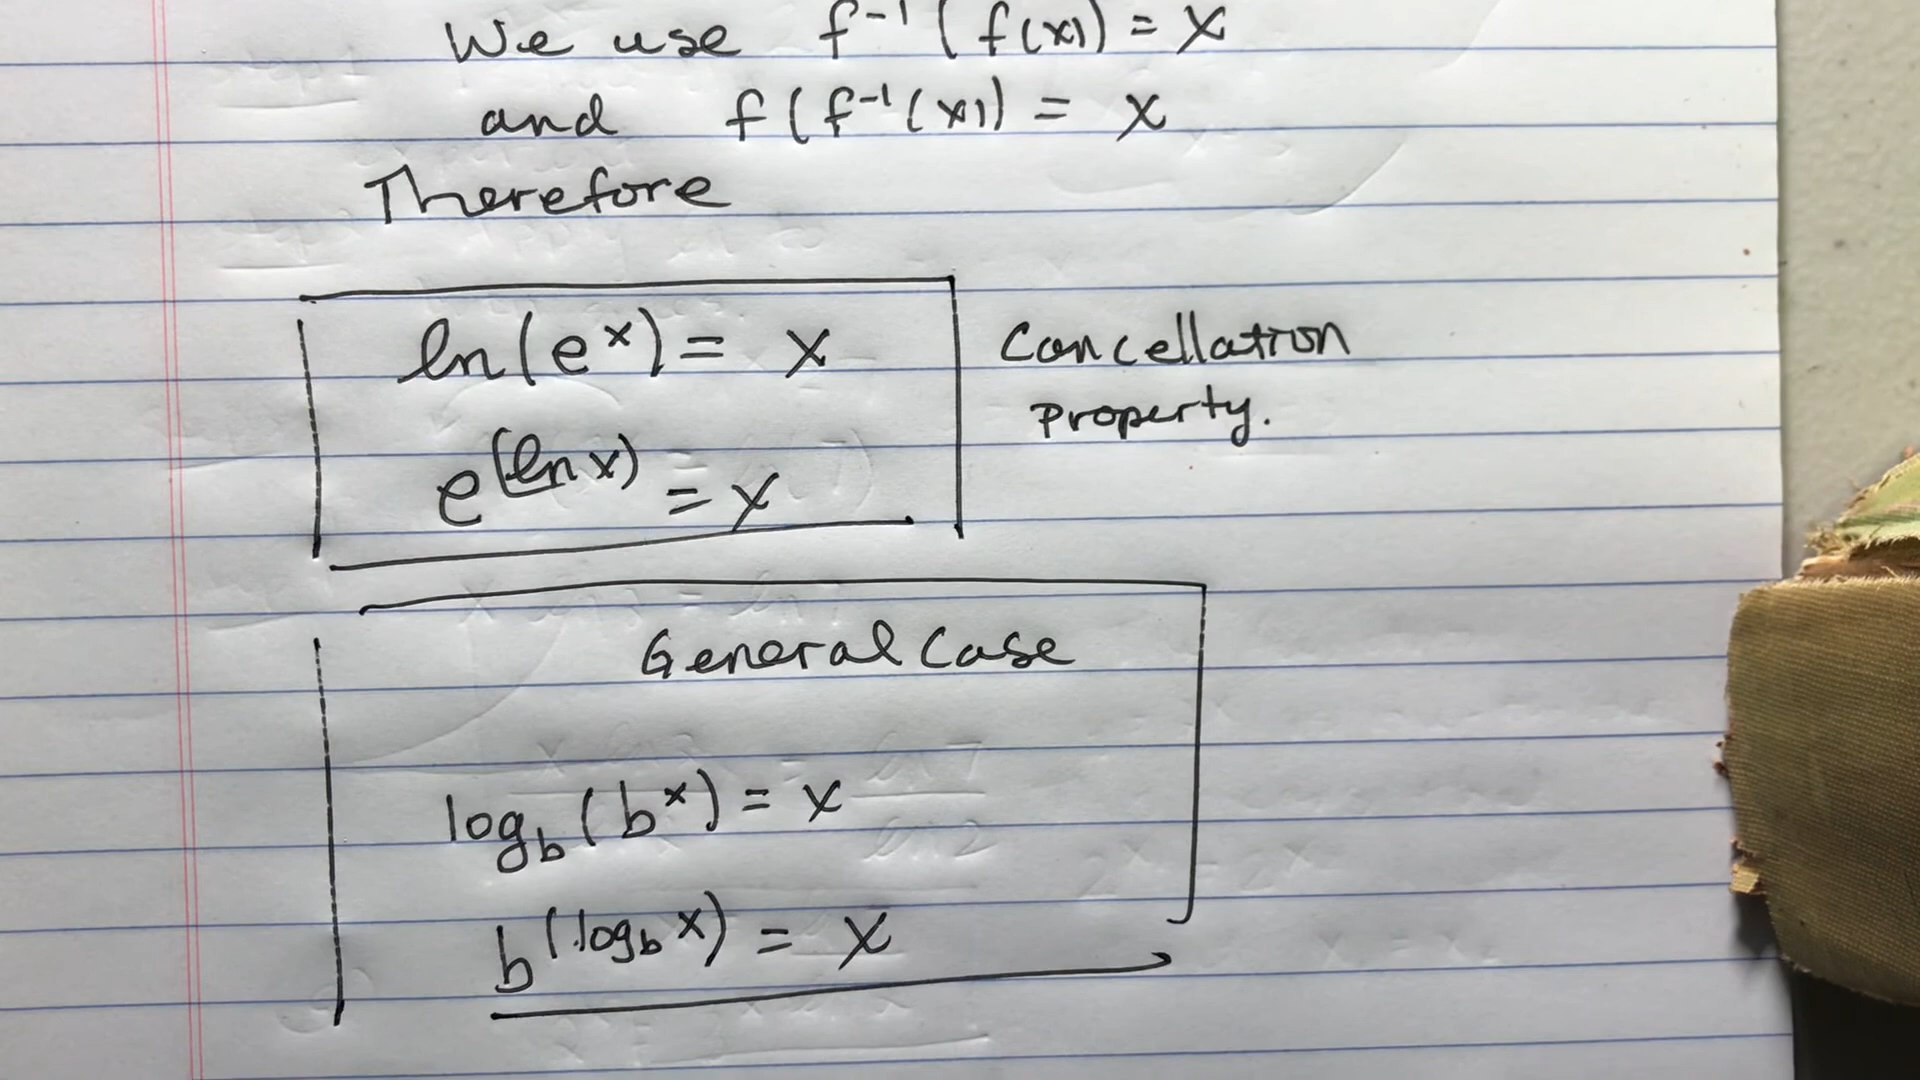 We use f⁻¹(f(x)) = x
and f(f⁻¹(x)) = x
Therefore
ln(eˣ) = x
Cancellation
Property.
e^(ln x) = x
General Case
log_b(bˣ) = x
b^(log_b x) = x